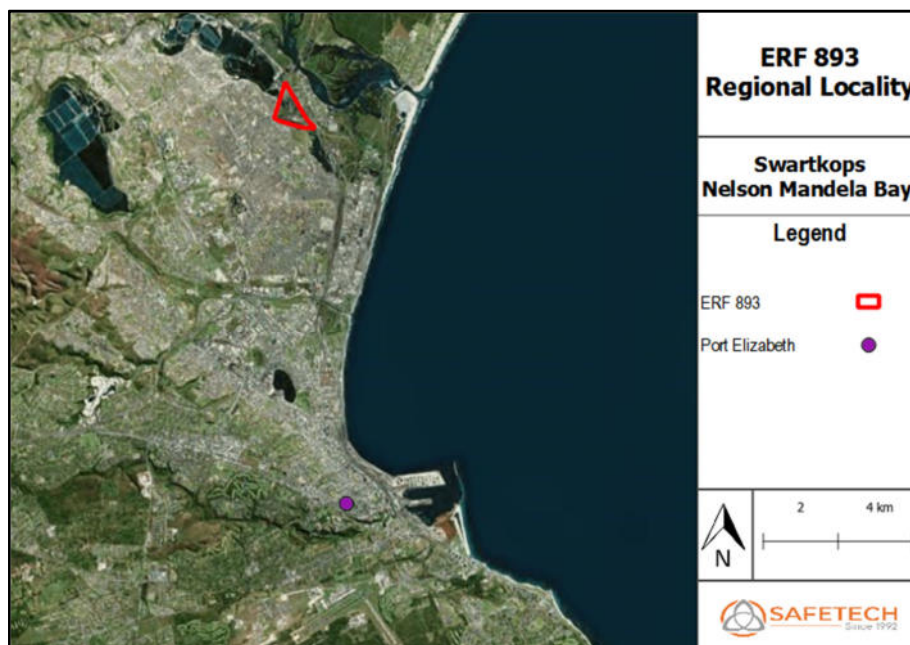 ERF 893
Regional Locality
Swartkops
Nelson Mandela Bay
Legend
ERF 893
Port Elizabeth
2 4 km
N
SAFETECH
Since 1992